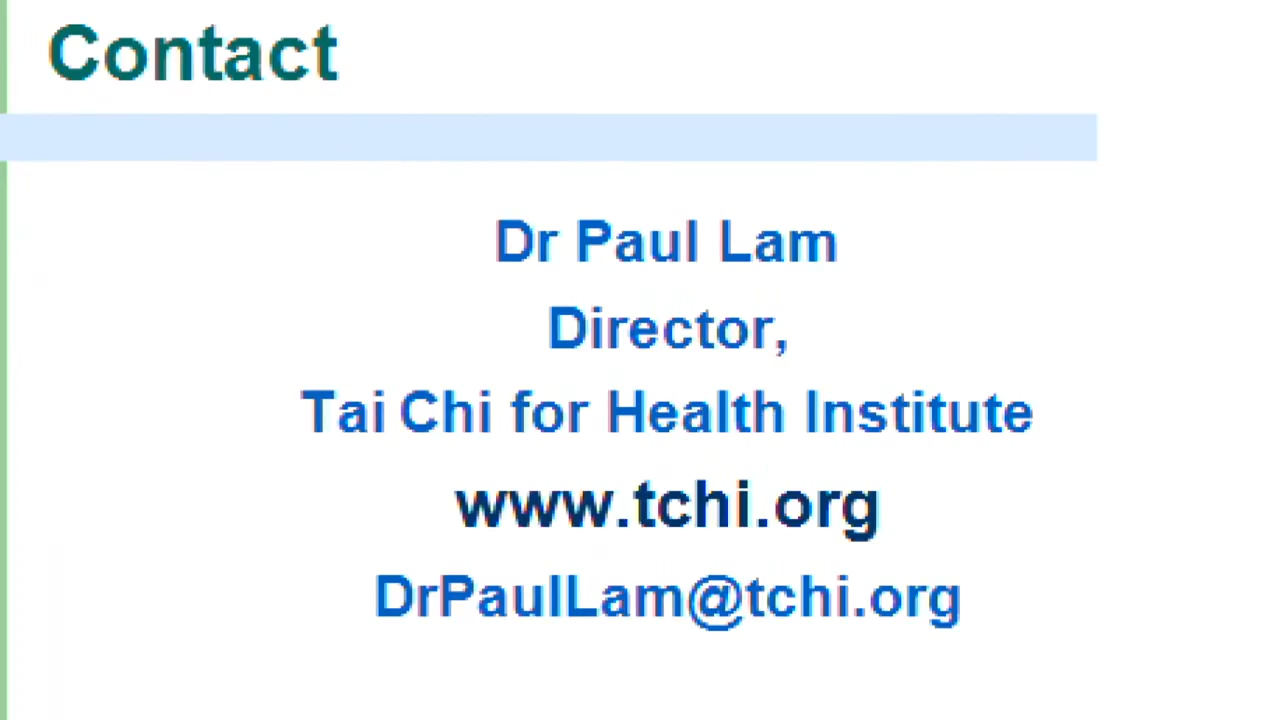 Contact
Dr Paul Lam
Director,
Tai Chi for Health Institute
www.tchi.org
DrPaulLam@tchi.org